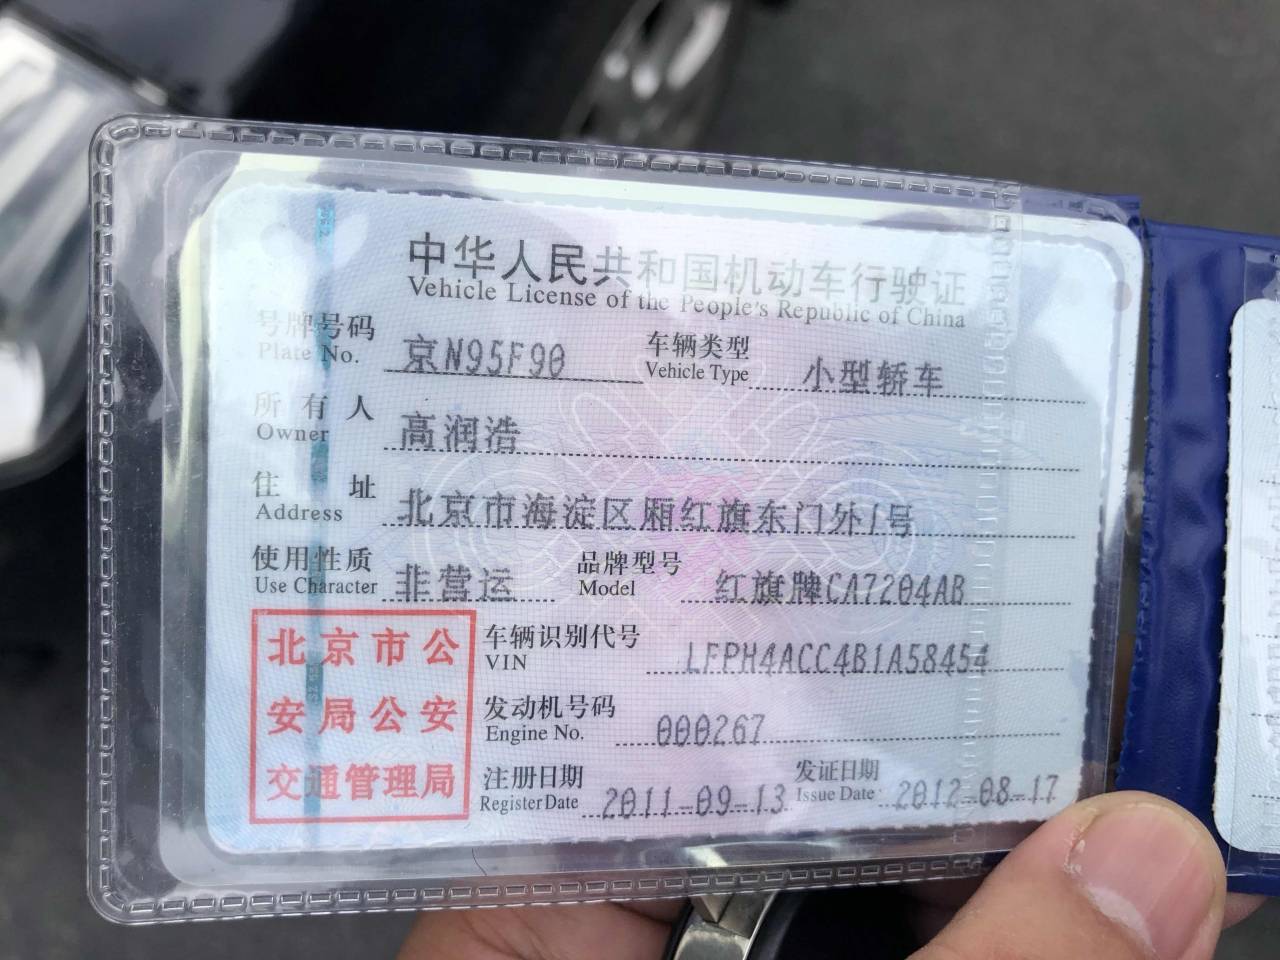 中华人民共和国机动车行驶证
Vehicle License of the People's Republic of China
号牌号码 京N95F90 车辆类型 小型轿车
Plate No. Vehicle Type
所有人 高润浩
Owner
住址 北京市海淀区厢红旗东门外1号
Address
使用性质 非营运 品牌型号 红旗牌CA7204AB
Use Character Model
北京市公
安局公安
交通管理局
车辆识别代号 LFPH4ACC4B1A58454
VIN
发动机号码 000267
Engine No.
注册日期 2011-09-13 发证日期 2012-08-17
Register Date Issue Date